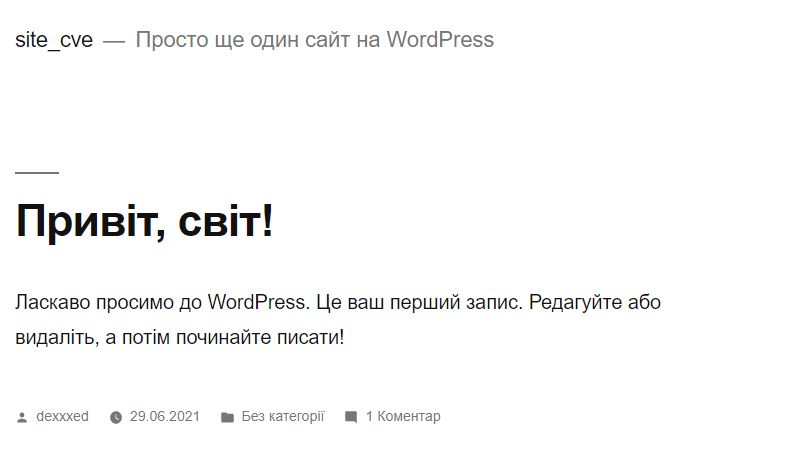 site_cve — Просто ще один сайт на WordPress
Привіт, світ!
Ласкаво просимо до WordPress. Це ваш перший запис. Редагуйте або
видаліть, а потім починайте писати!
dexxxed 29.06.2021 Без категорії 1 Коментар